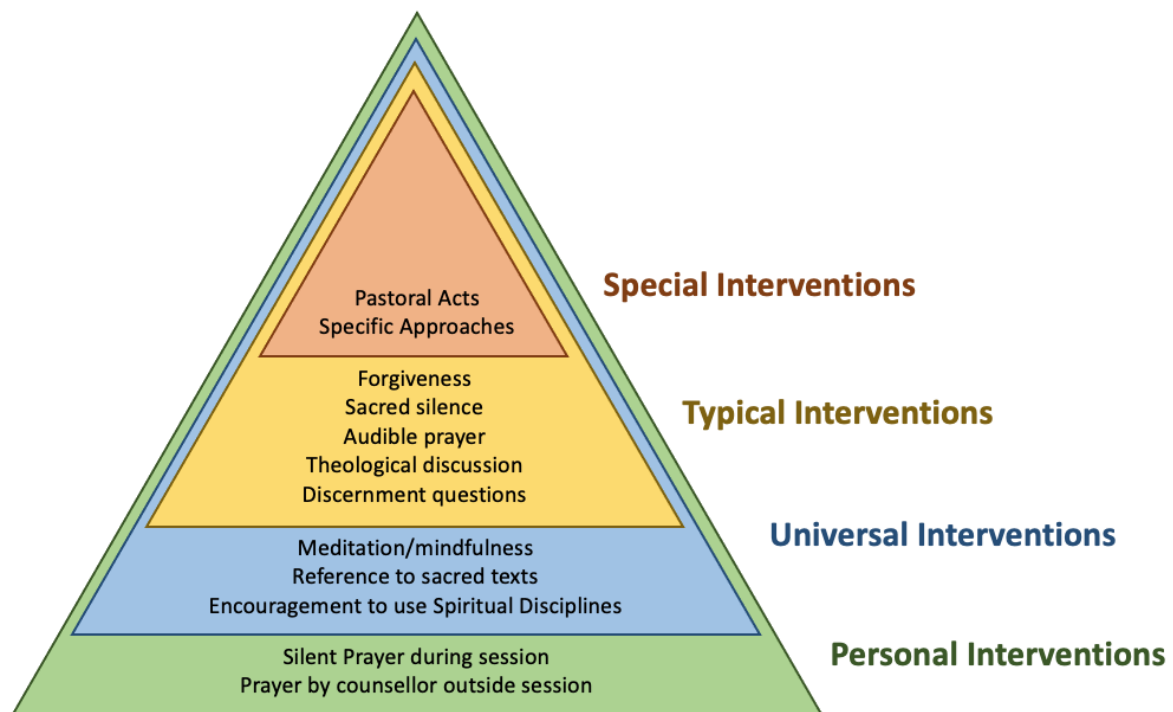 Pastoral Acts
Specific Approaches
Special Interventions
Forgiveness
Sacred silence
Audible prayer
Theological discussion
Discernment questions
Typical Interventions
Meditation/mindfulness
Reference to sacred texts
Encouragement to use Spiritual Disciplines
Universal Interventions
Silent Prayer during session
Prayer by counsellor outside session
Personal Interventions